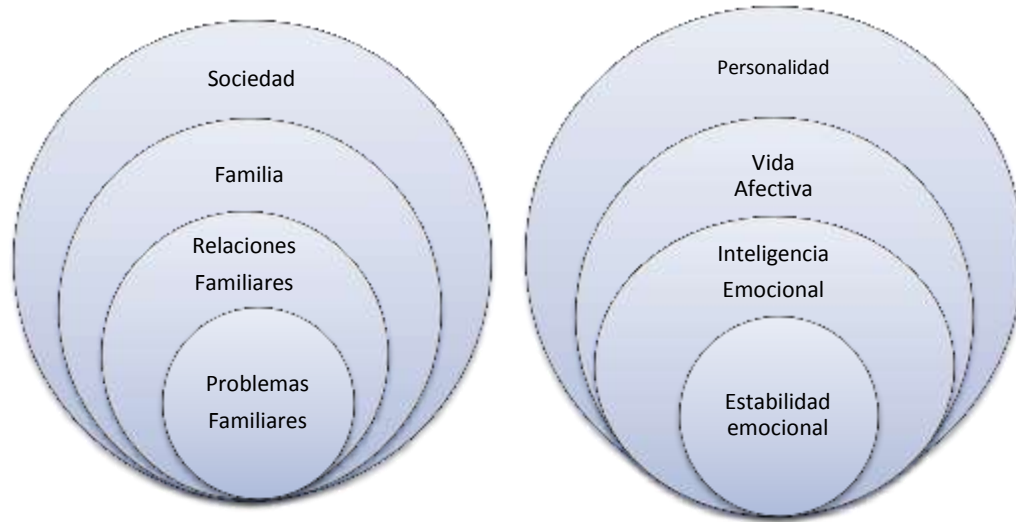 Sociedad
Familia
Relaciones
Familiares
Problemas
Familiares
Personalidad
Vida
Afectiva
Inteligencia
Emocional
Estabilidad
emocional